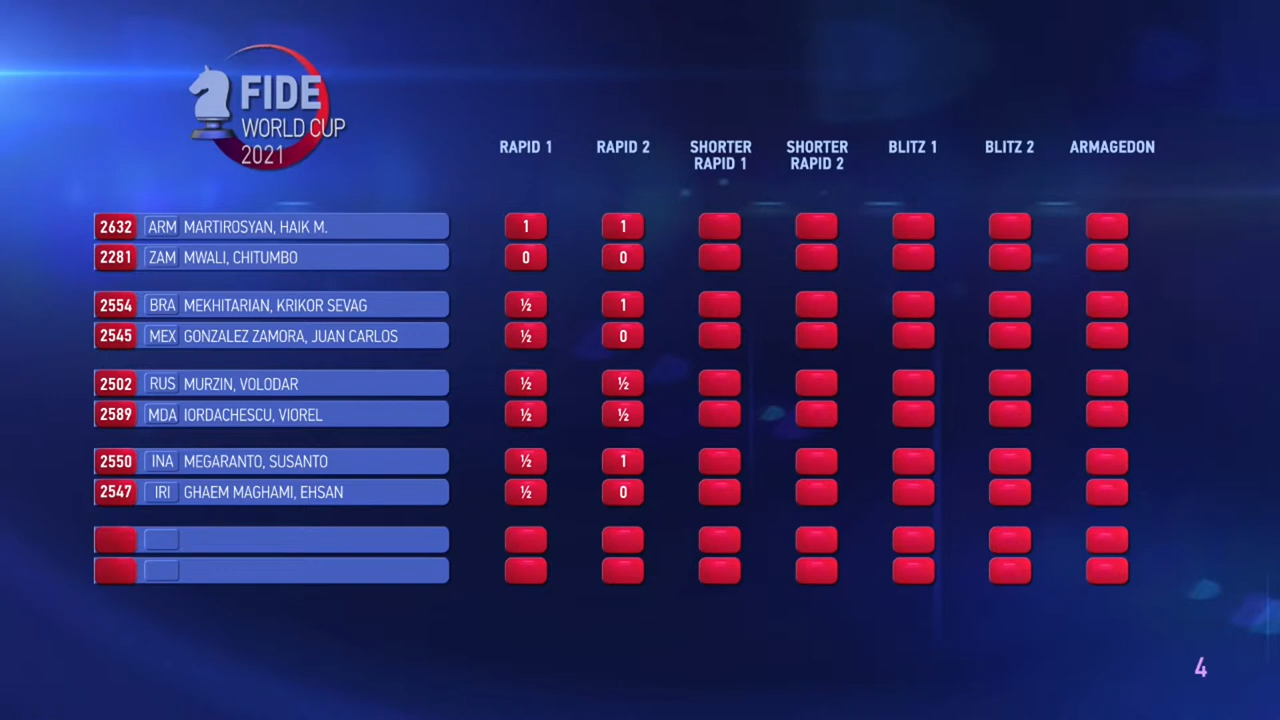 FIDE
WORLD CUP
2021
RAPID 1 RAPID 2 SHORTER RAPID 1 SHORTER RAPID 2 BLITZ 1 BLITZ 2 ARMAGEDON
2632 ARM MARTIROSYAN, HAIK M. 1 1
2281 ZAM MWALI, CHITUMBO 0 0
2554 BRA MEKHITARIAN, KRIKOR SEVAG ½ 1
2545 MEX GONZALEZ ZAMORA, JUAN CARLOS ½ 0
2502 RUS MURZIN, VOLODAR ½ ½
2589 MDA IORDACHESCU, VIOREL ½ ½
2550 INA MEGARANTO, SUSANTO ½ 1
2547 IRI GHAEM MAGHAMI, EHSAN ½ 0
4